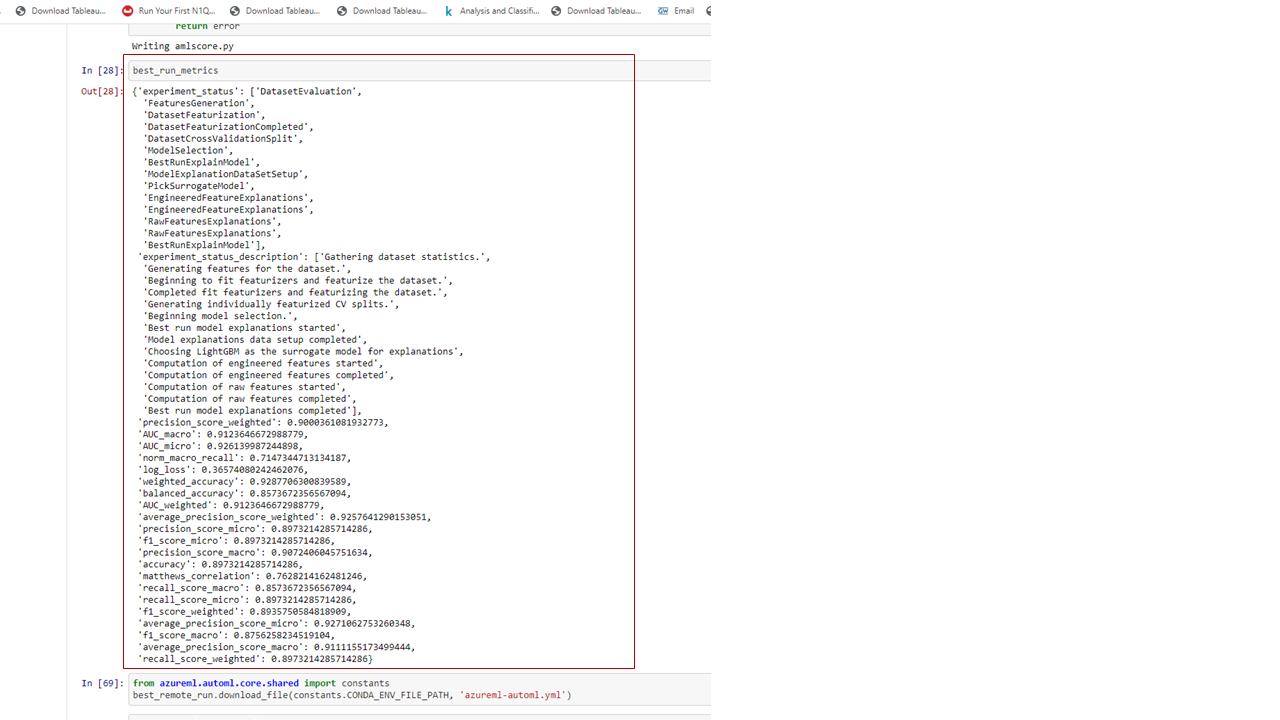 Download Tableau...
Run Your First N1Q...
Download Tableau...
Download Tableau...
Analysis and Classifi...
Download Tableau...
Email
return error
Writing amlscore.py
In [28]: best_run_metrics
Out[28]: {'experiment_status': ['DatasetEvaluation',
'FeaturesGeneration',
'DatasetFeaturization',
'DatasetFeaturizationCompleted',
'DatasetCrossValidationSplit',
'ModelSelection',
'BestRunExplainModel',
'ModelExplanationDataSetSetup',
'PickSurrogateModel',
'EngineeredFeatureExplanations',
'EngineeredFeatureExplanations',
'RawFeaturesExplanations',
'RawFeaturesExplanations',
'BestRunExplainModel'],
'experiment_status_description': ['Gathering dataset statistics.',
'Generating features for the dataset.',
'Beginning to fit featurizers and featurize the dataset.',
'Completed fit featurizers and featurizing the dataset.',
'Generating individually featurized CV splits.',
'Beginning model selection.',
'Best run model explanations started',
'Model explanations data setup completed',
'Choosing LightGBM as the surrogate model for explanations',
'Computation of engineered features started',
'Computation of engineered features completed',
'Computation of raw features started',
'Computation of raw features completed',
'Best run model explanations completed'],
'precision_score_weighted': 0.9000361081932773,
'AUC_macro': 0.9123646672988779,
'AUC_micro': 0.926139987244898,
'norm_macro_recall': 0.7147344713134187,
'log_loss': 0.36574080242462076,
'weighted_accuracy': 0.9287706300839589,
'balanced_accuracy': 0.8573672356567094,
'AUC_weighted': 0.9123646672988779,
'average_precision_score_weighted': 0.9257641290153051,
'precision_score_micro': 0.8973214285714286,
'f1_score_micro': 0.8973214285714286,
'precision_score_macro': 0.9072406045751634,
'accuracy': 0.8973214285714286,
'matthews_correlation': 0.7628214162481246,
'recall_score_macro': 0.8573672356567094,
'recall_score_micro': 0.8973214285714286,
'f1_score_weighted': 0.8935750584818909,
'average_precision_score_micro': 0.9271062753260348,
'f1_score_macro': 0.8756258234519104,
'average_precision_score_macro': 0.9111155173499444,
'recall_score_weighted': 0.8973214285714286}
In [69]: from azureml.automl.core.shared import constants
best_remote_run.download_file(constants.CONDA_ENV_FILE_PATH, 'azureml-automl.yml')